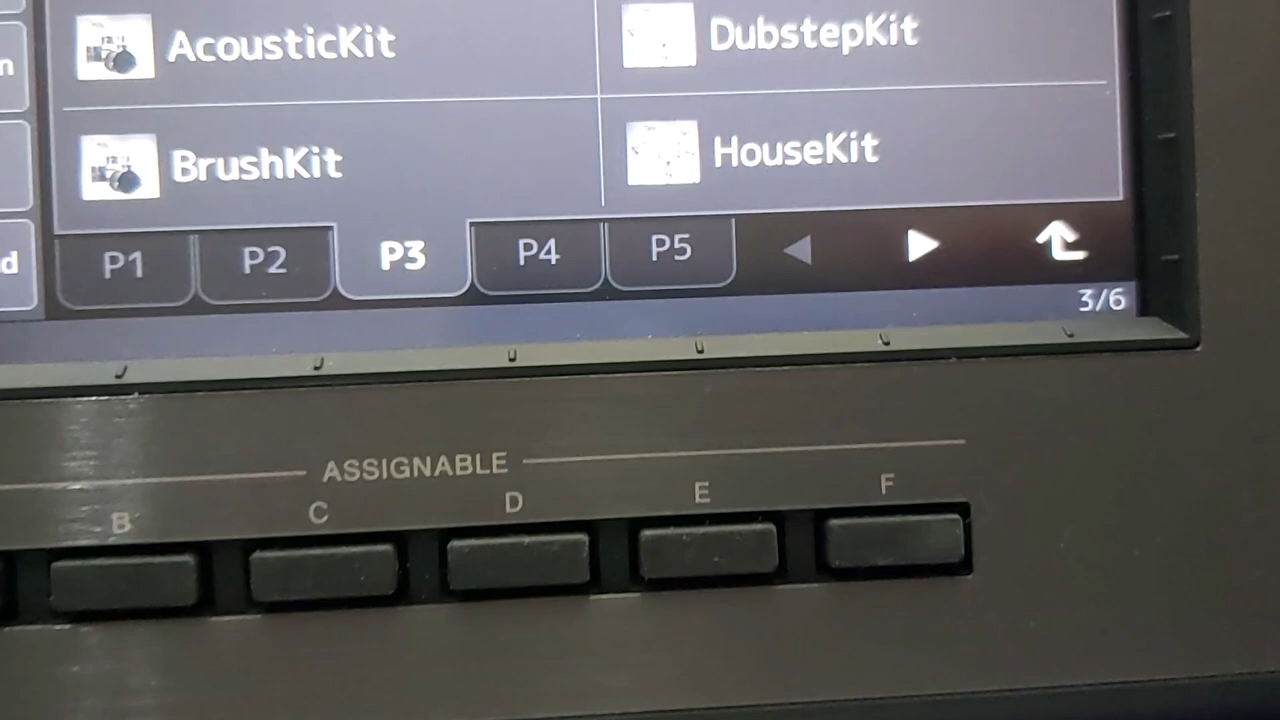 n
AcousticKit
DubstepKit
BrushKit
HouseKit
d
P1 P2 P3 P4 P5
3/6
ASSIGNABLE
B C D E F